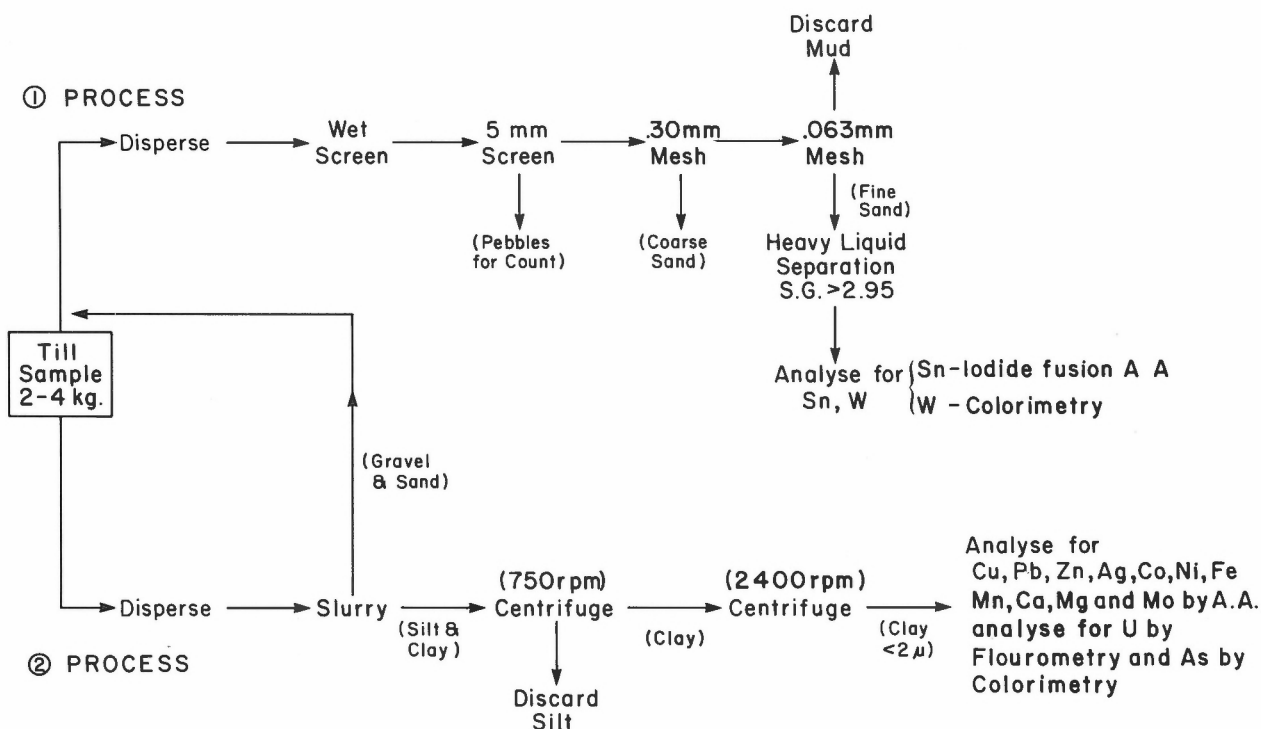 ① PROCESS
Disperse
Wet
Screen
5 mm
Screen
.30mm
Mesh
.063mm
Mesh
Discard
Mud
(Pebbles
for Count)
(Coarse
Sand)
(Fine
Sand)
Heavy Liquid
Separation
S.G. >2.95
Analyse for
Sn, W
Sn-Iodide fusion A A
W - Colorimetry
Till
Sample
2-4 kg.
(Gravel
& Sand)
② PROCESS
Disperse
Slurry
(Silt &
Clay)
(750rpm)
Centrifuge
Discard
Silt
(Clay)
(2400rpm)
Centrifuge
(Clay
<2μ)
Analyse for
Cu, Pb, Zn, Ag, Co, Ni, Fe
Mn, Ca, Mg and Mo by A.A.
analyse for U by
Flourometry and As by
Colorimetry